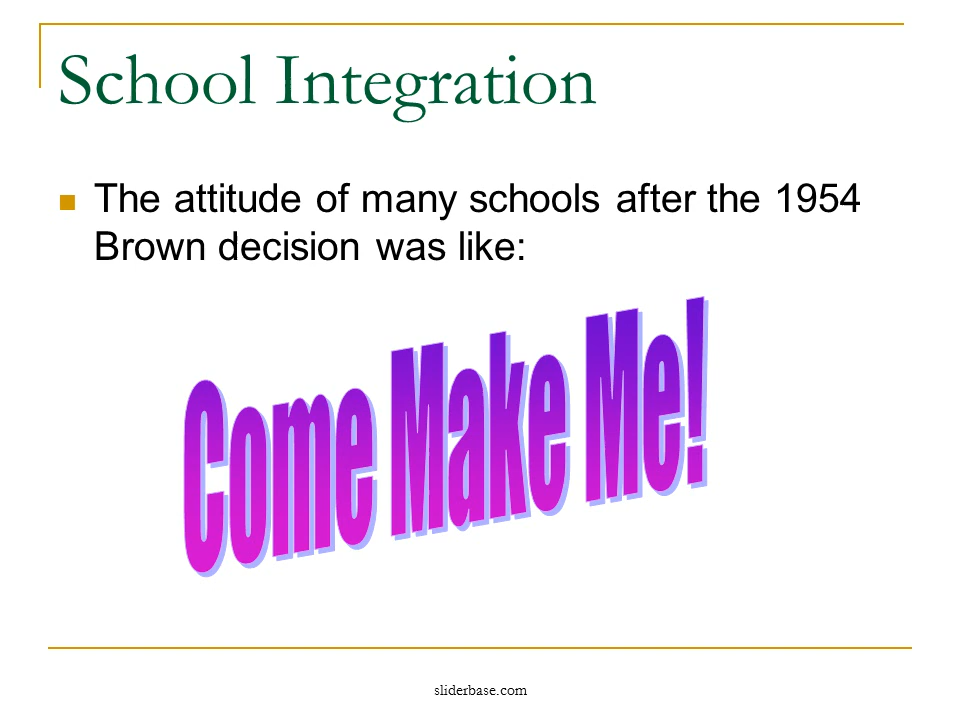 School Integration
The attitude of many schools after the 1954
Brown decision was like:
Come Make Me!
sliderbase.com